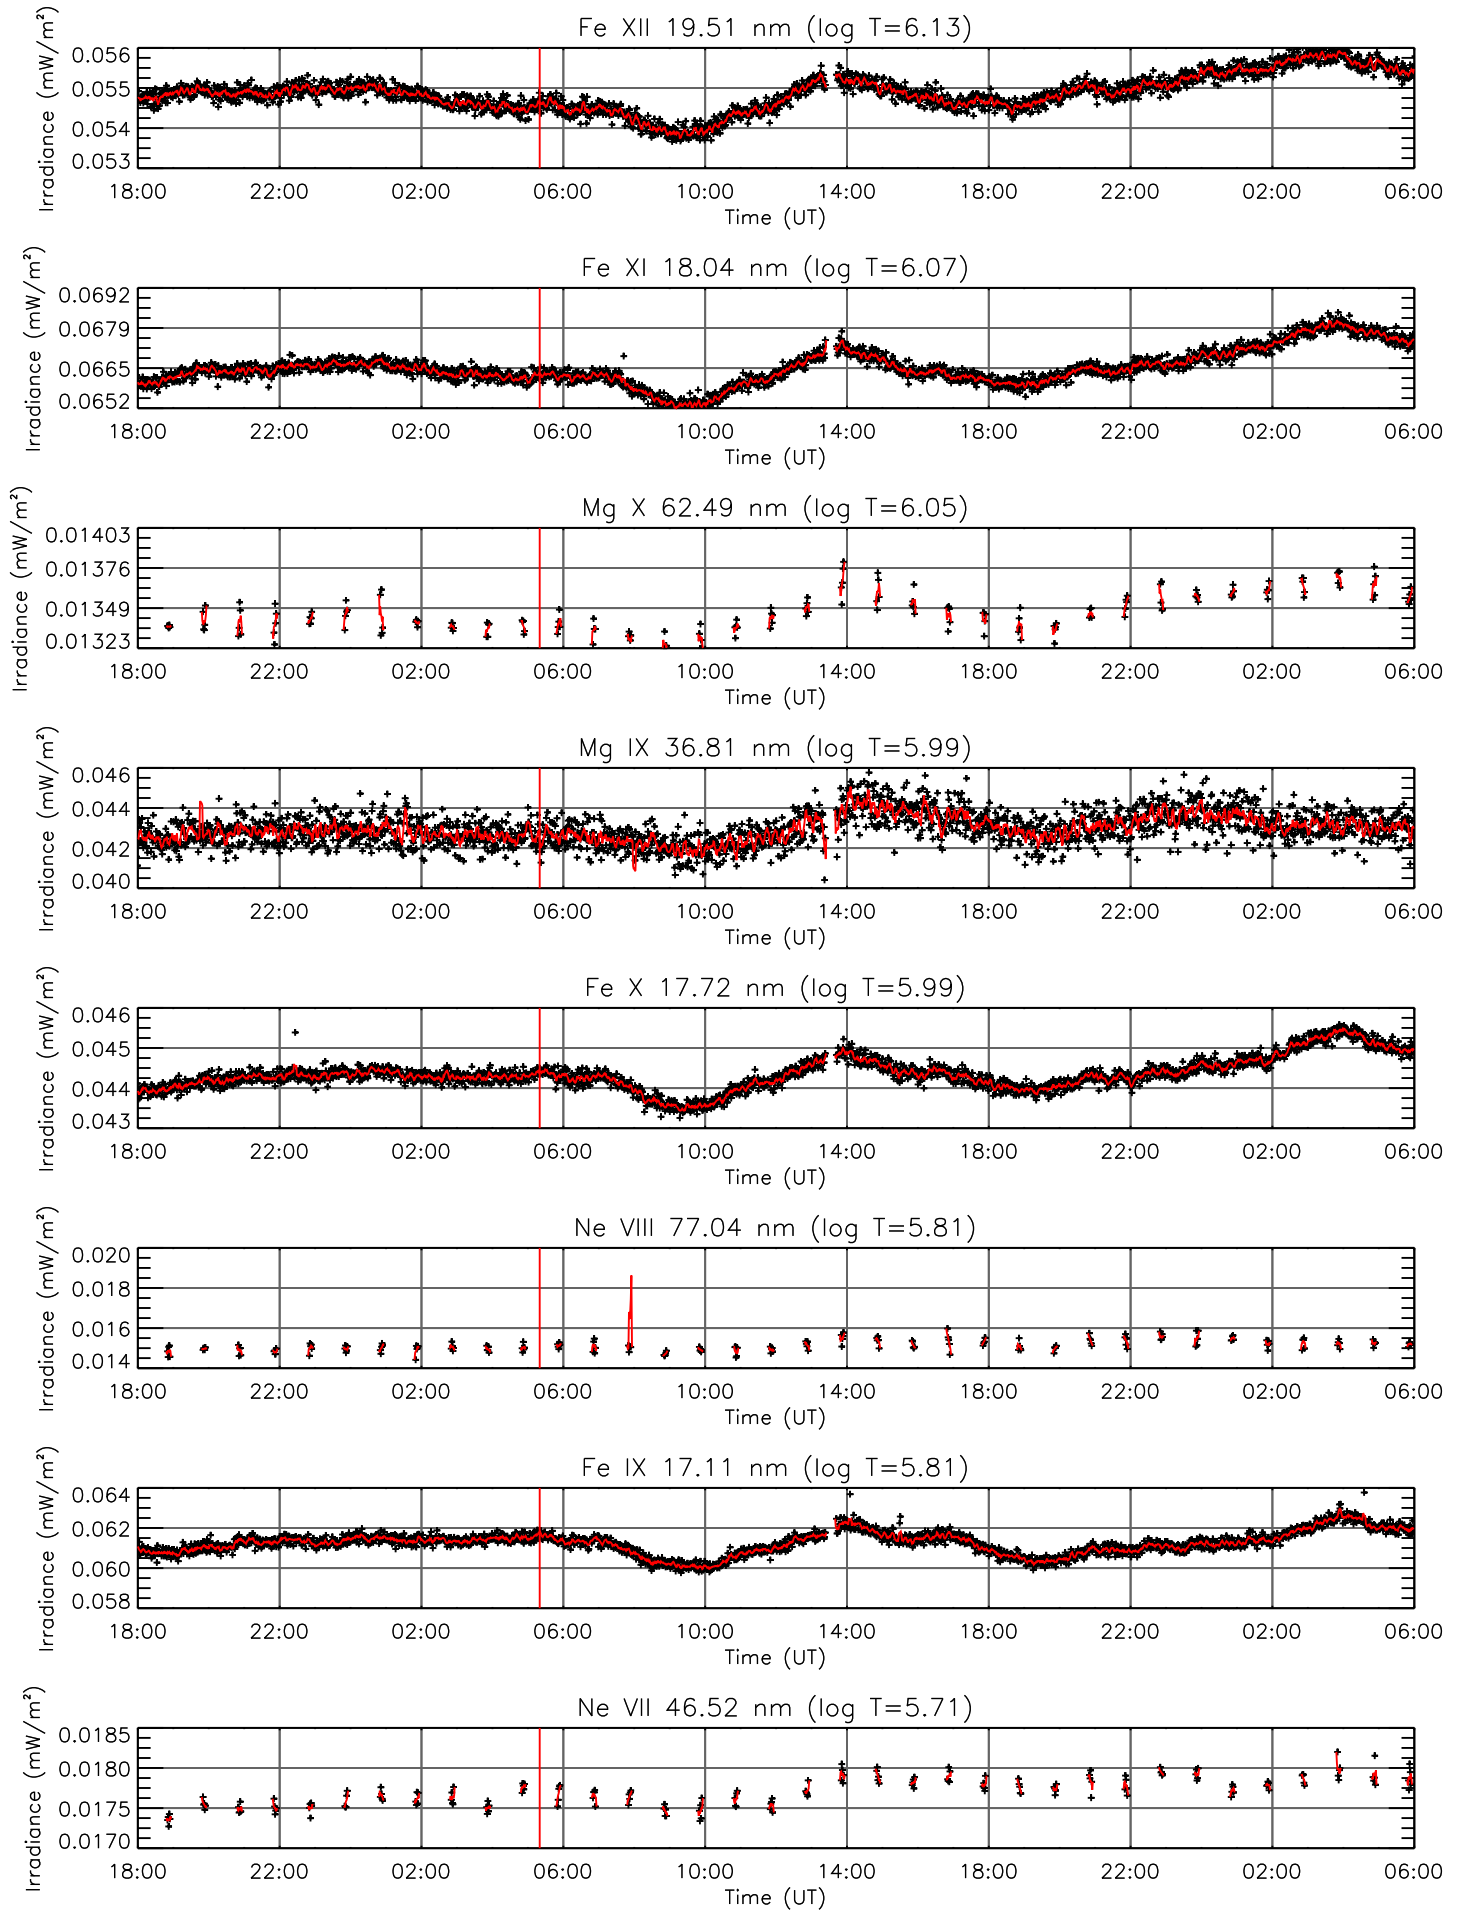 Fe XII 19.51 nm (log T=6.13)
Irradiance (mW/m²)
0.056
0.055
0.054
0.053
18:00 22:00 02:00 06:00 10:00 14:00 18:00 22:00 02:00 06:00
Time (UT)
Fe XI 18.04 nm (log T=6.07)
Irradiance (mW/m²)
0.0692
0.0679
0.0665
0.0652
18:00 22:00 02:00 06:00 10:00 14:00 18:00 22:00 02:00 06:00
Time (UT)
Mg X 62.49 nm (log T=6.05)
Irradiance (mW/m²)
0.01403
0.01376
0.01349
0.01323
18:00 22:00 02:00 06:00 10:00 14:00 18:00 22:00 02:00 06:00
Time (UT)
Mg IX 36.81 nm (log T=5.99)
Irradiance (mW/m²)
0.046
0.044
0.042
0.040
18:00 22:00 02:00 06:00 10:00 14:00 18:00 22:00 02:00 06:00
Time (UT)
Fe X 17.72 nm (log T=5.99)
Irradiance (mW/m²)
0.046
0.045
0.044
0.043
18:00 22:00 02:00 06:00 10:00 14:00 18:00 22:00 02:00 06:00
Time (UT)
Ne VIII 77.04 nm (log T=5.81)
Irradiance (mW/m²)
0.020
0.018
0.016
0.014
18:00 22:00 02:00 06:00 10:00 14:00 18:00 22:00 02:00 06:00
Time (UT)
Fe IX 17.11 nm (log T=5.81)
Irradiance (mW/m²)
0.064
0.062
0.060
0.058
18:00 22:00 02:00 06:00 10:00 14:00 18:00 22:00 02:00 06:00
Time (UT)
Ne VII 46.52 nm (log T=5.71)
Irradiance (mW/m²)
0.0185
0.0180
0.0175
0.0170
18:00 22:00 02:00 06:00 10:00 14:00 18:00 22:00 02:00 06:00
Time (UT)